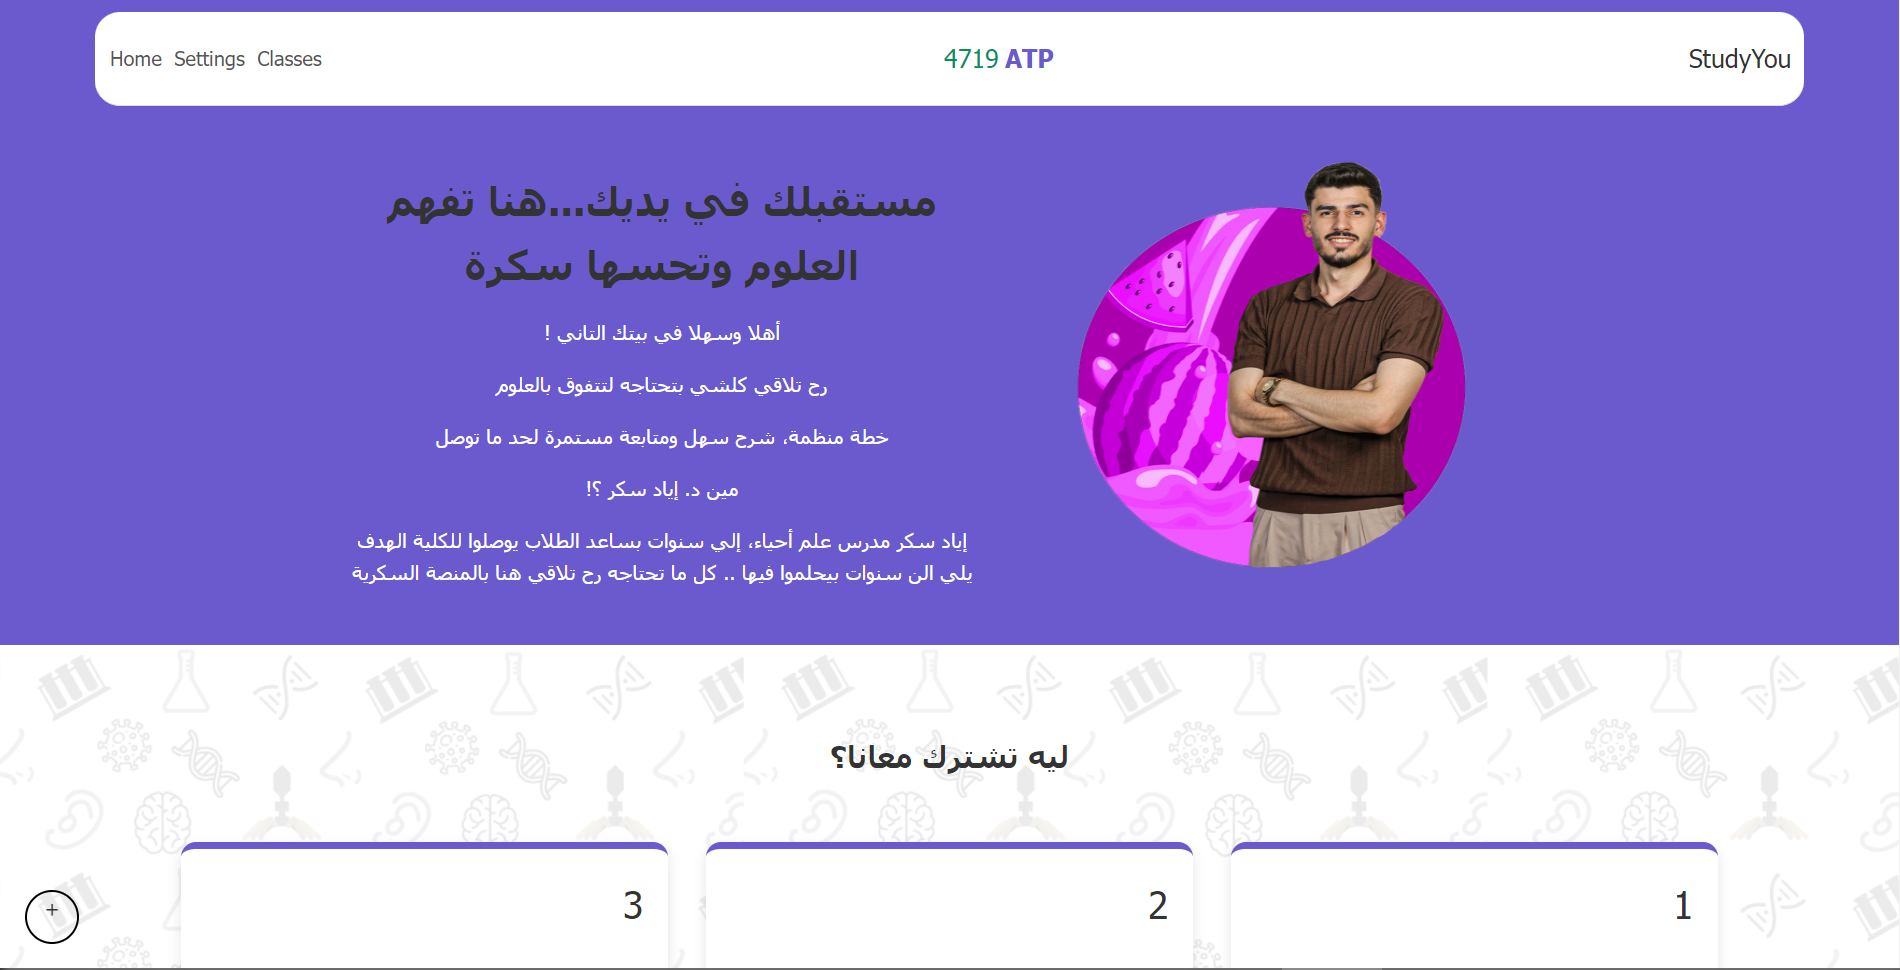 Home Settings Classes
4719 ATP
StudyYou
مستقبلك في يديك...هنا تفهم
العلوم وتحسها سكرة
أهلا وسهلا في بيتك التاني !
رح تلاقي كلشي بتحتاجه لتتفوق بالعلوم
خطة منظمة، شرح سهل ومتابعة مستمرة لحد ما توصل
مين د. إياد سكر ؟!
إياد سكر مدرس علم أحياء، إلي سنوات بساعد الطلاب يوصلوا للكلية الهدف
يلي الن سنوات بيحلموا فيها .. كل ما تحتاجه رح تلاقي هنا بالمنصة السكرية
ليه تشترك معانا؟
1
2
3
+